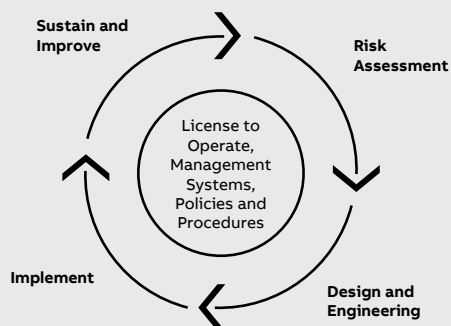 Sustain and
Improve
Risk
Assessment
License to
Operate,
Management
Systems,
Policies and
Procedures
Implement
Design and
Engineering